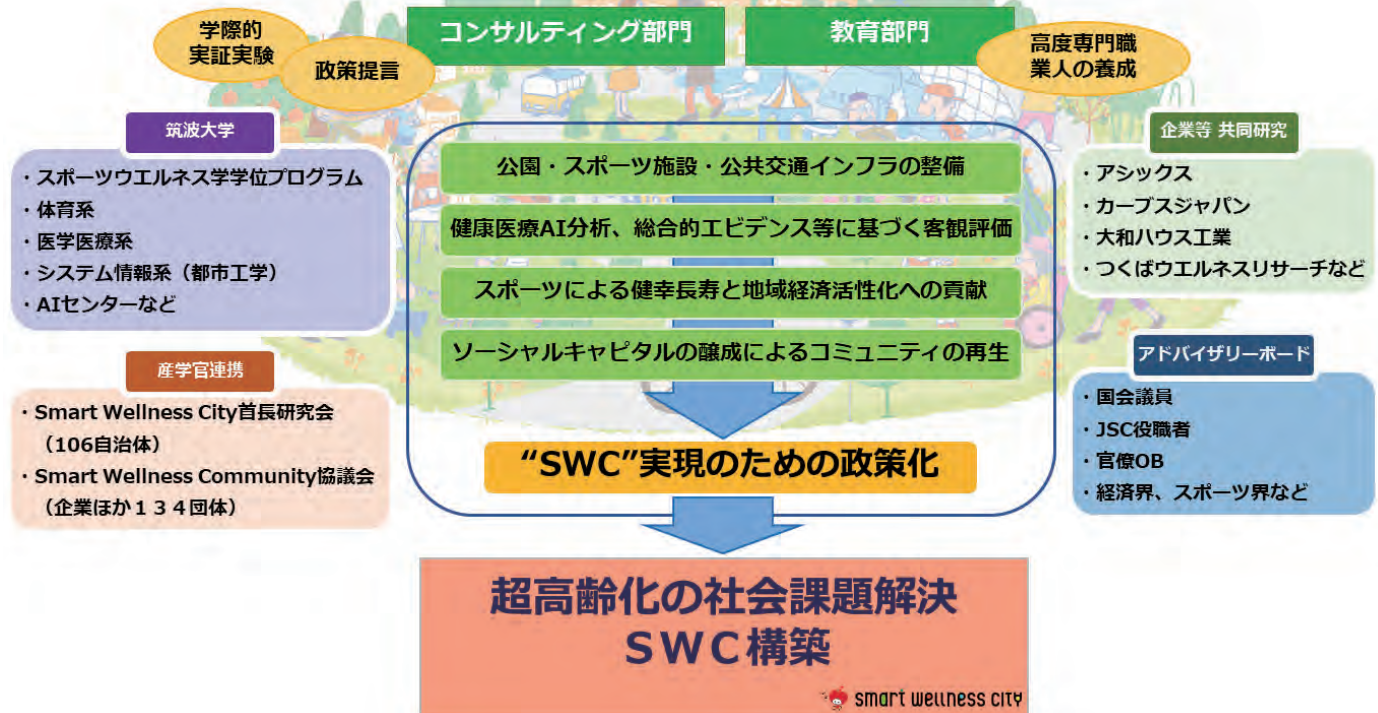 学際的
実証実験
政策提言
コンサルティング部門
教育部門
高度専門職
業人の養成
筑波大学
・スポーツウエルネス学学位プログラム
・体育系
・医学医療系
・システム情報系（都市工学）
・AIセンターなど
産学官連携
・Smart Wellness City首長研究会
（106自治体）
・Smart Wellness Community協議会
（企業ほか１３４団体）
公園・スポーツ施設・公共交通インフラの整備
健康医療AI分析、総合的エビデンス等に基づく客観評価
スポーツによる健幸長寿と地域経済活性化への貢献
ソーシャルキャピタルの醸成によるコミュニティの再生
“SWC”実現のための政策化
企業等 共同研究
・アシックス
・カーブスジャパン
・大和ハウス工業
・つくばウエルネスリサーチなど
アドバイザリーボード
・国会議員
・JSC役職者
・官僚OB
・経済界、スポーツ界など
超高齢化の社会課題解決
ＳＷＣ構築
smart wellness city